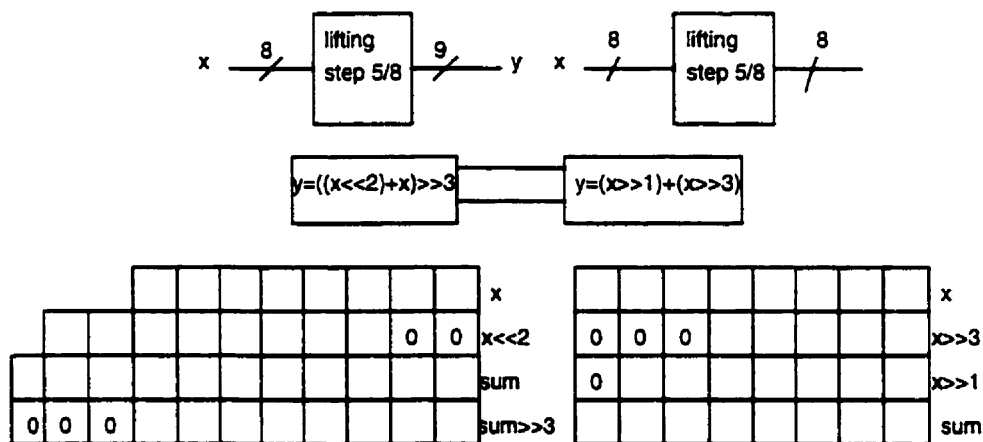 x 8 lifting step 5/8 9 y
x 8 lifting step 5/8 8
y=((x<<2)+x)>>3
y=(x>>1)+(x>>3)
x
0 0 x<<2
sum
0 0 0 sum>>3
x
0 0 0 x>>3
0 x>>1
sum